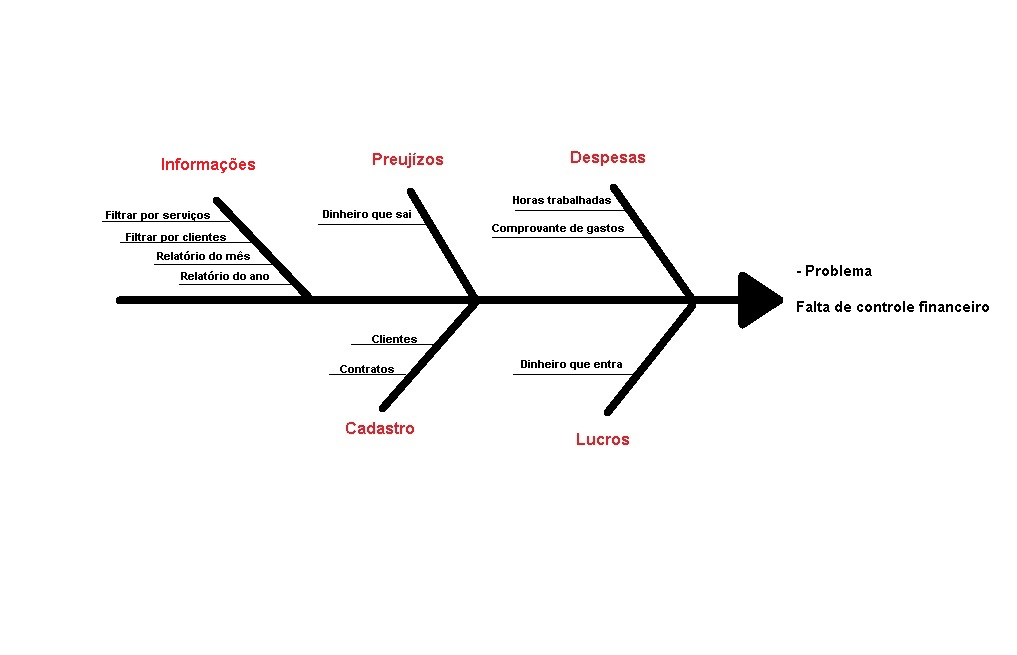 Informações
Preujízos
Despesas
Filtrar por serviços
Filtrar por clientes
Relatório do mês
Relatório do ano
Dinheiro que sai
Horas trabalhadas
Comprovante de gastos
- Problema
Falta de controle financeiro
Clientes
Contratos
Cadastro
Dinheiro que entra
Lucros